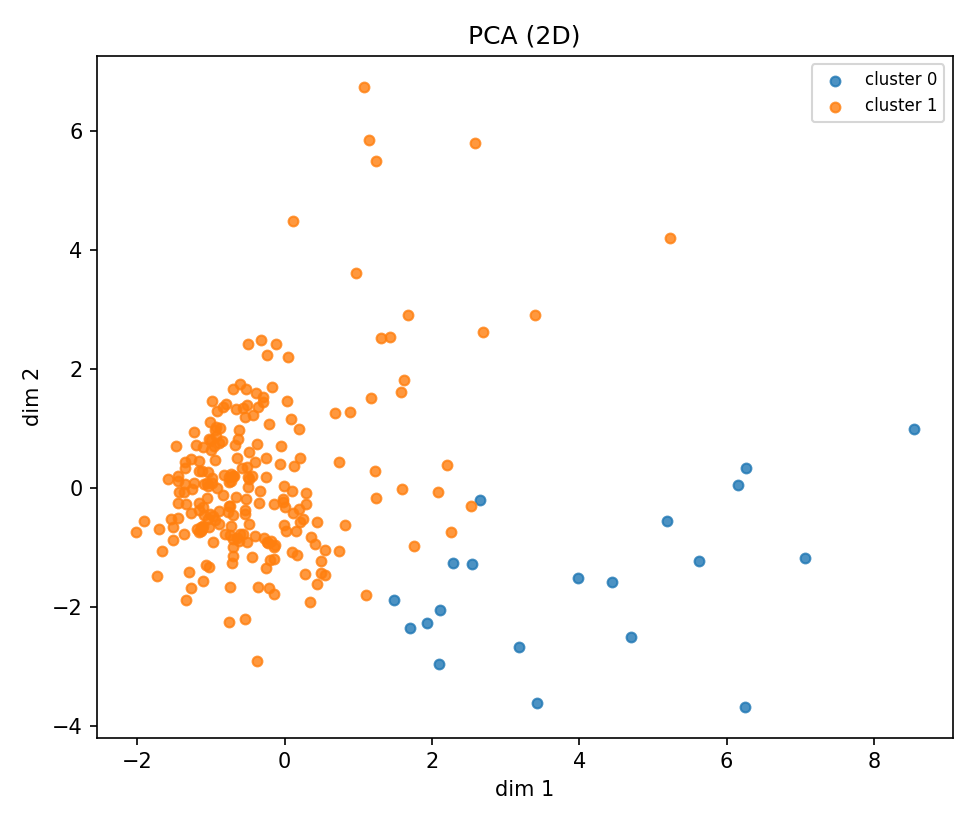 PCA (2D)
cluster 0
cluster 1
6
4
2
0
−2
−4
dim 2
−2
0
2
4
6
8
dim 1